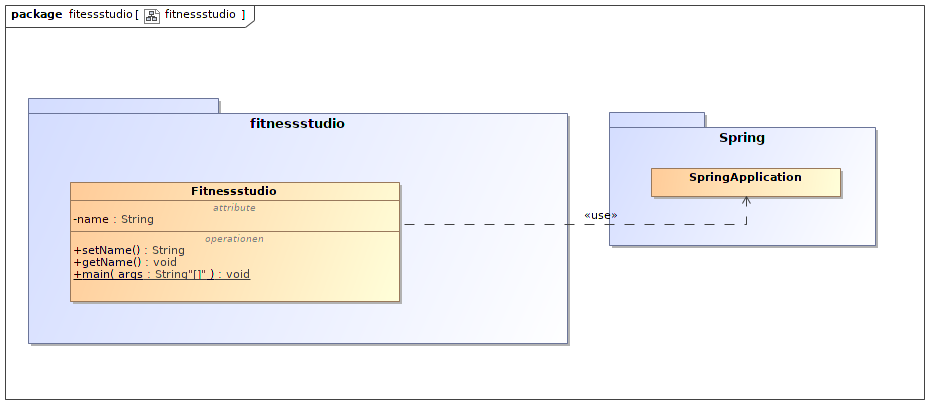 package fitessstudio[ fitnessstudio ]
fitnessstudio
Spring
SpringApplication
Fitnessstudio
attribute
-name : String
«use»
operationen
+setName() : String
+getName() : void
+main( args : String"[]" ) : void